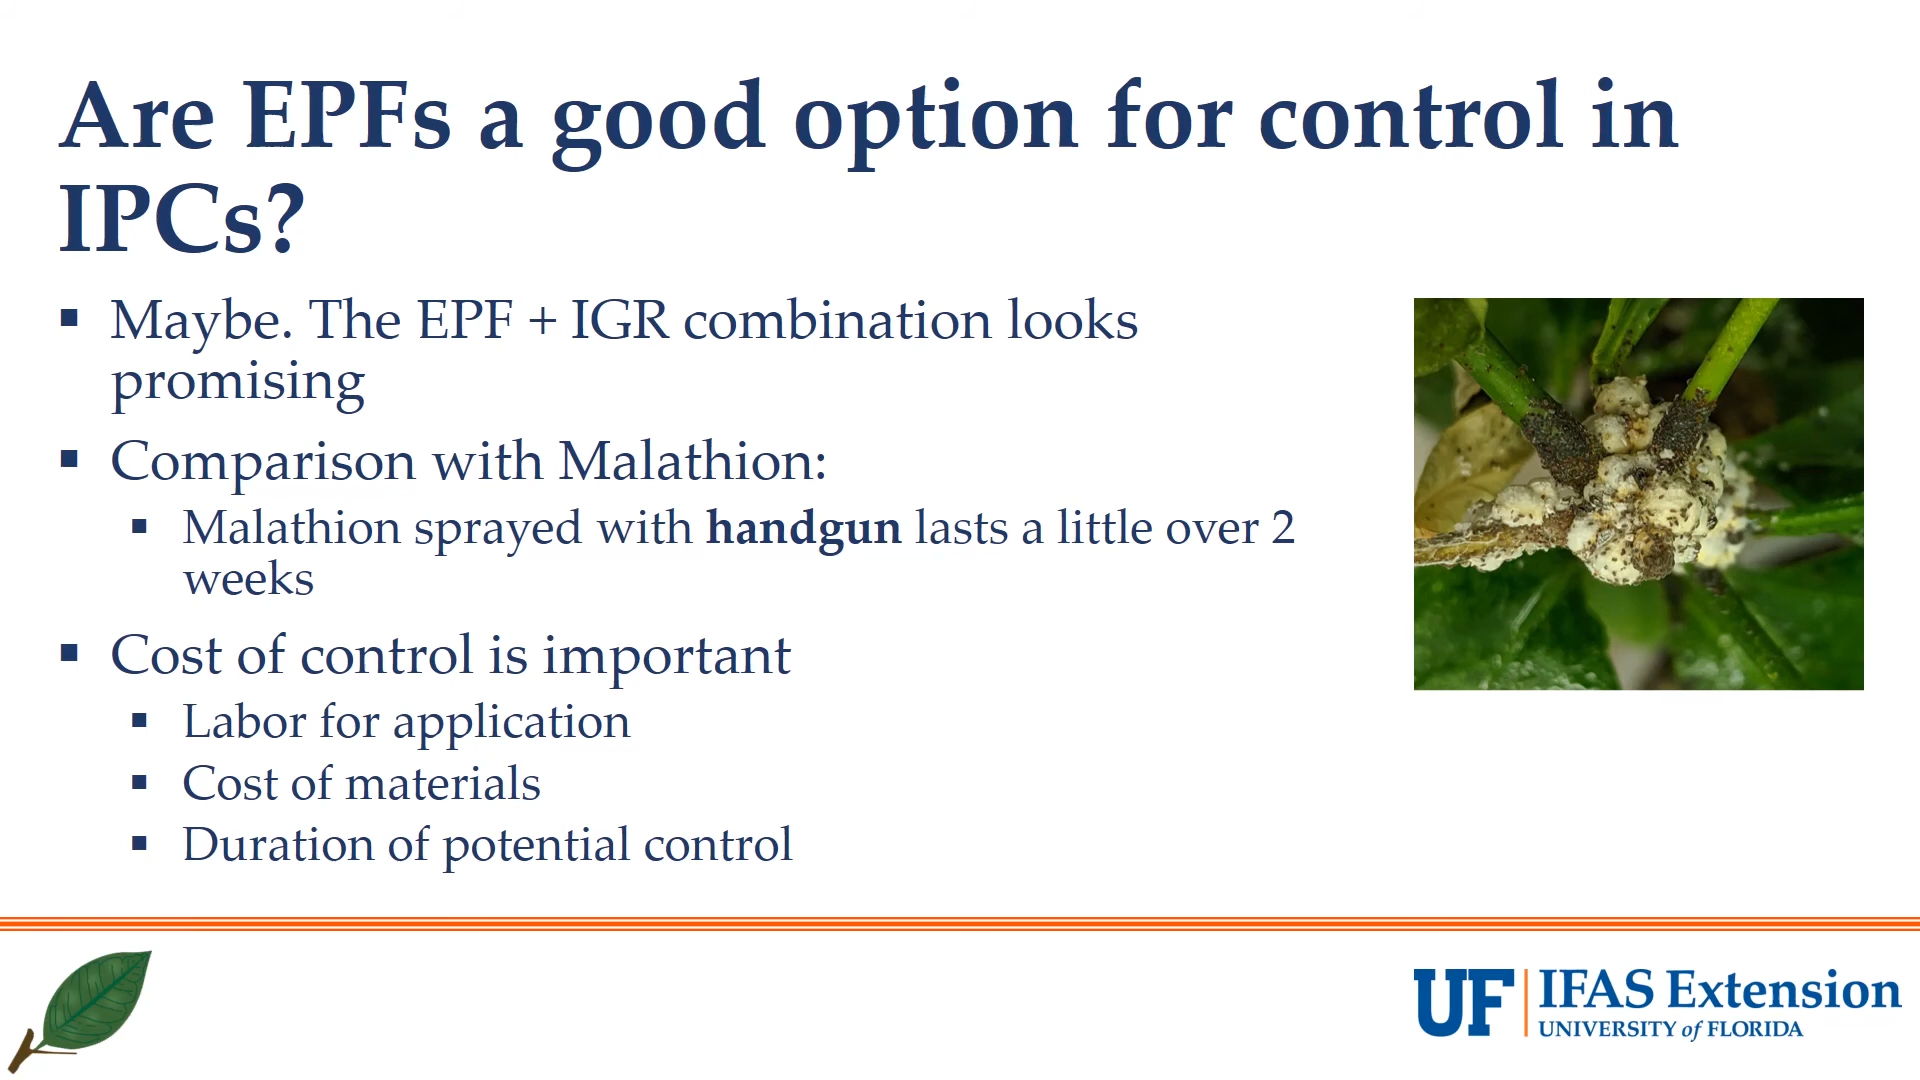 Are EPFs a good option for control in
IPCs?
▪ Maybe. The EPF + IGR combination looks
promising
▪ Comparison with Malathion:
▪ Malathion sprayed with handgun lasts a little over 2
weeks
▪ Cost of control is important
▪ Labor for application
▪ Cost of materials
▪ Duration of potential control
UF IFAS Extension
UNIVERSITY of FLORIDA